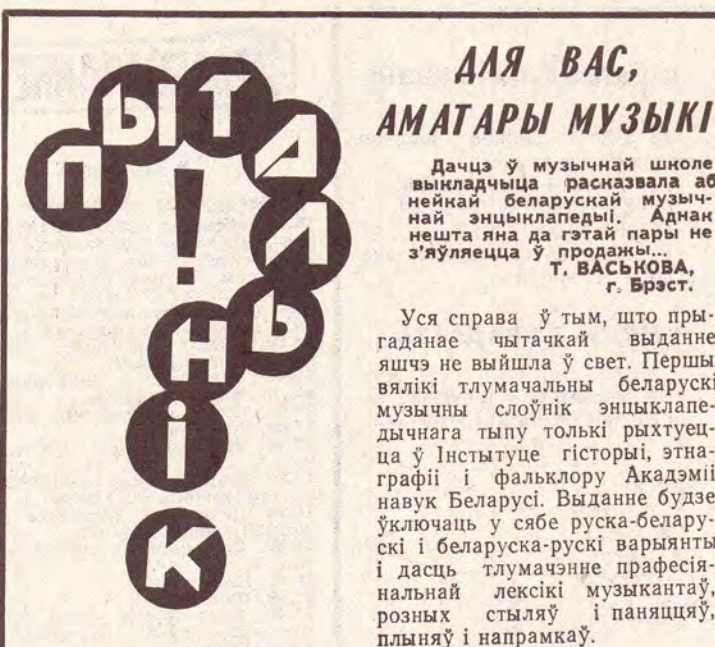 ПЫТАЛЬНІК
!
ДЛЯ ВАС,
АМАТАРЫ МУЗЫКІ
Дачцэ ў музычнай школе
выкладчыца расказвала аб
нейкай беларускай музыч-
най энцыклапедыі. Аднак
нешта яна да гэтай пары не
з'яўляецца ў продажы...
Т. ВАСЬКОВА,
г. Брэст.
Уся справа ў тым, што пры-
гаданае чытачкай выданне
яшчэ не выйшла ў свет. Першы
вялікі тлумачальны беларускі
музычны слоўнік энцыклапе-
дычнага тыпу толькі рыхтуец-
ца ў Інстытуце гісторыі, этна-
графіі і фальклору Акадэміі
навук Беларусі. Выданне будзе
ўключаць у сябе руска-белару-
скі і беларуска-рускі варыянты
і дасць тлумачэнне прафесія-
нальнай лексікі музыкантаў,
розных стыляў і паняццяў,
плыняў і напрамкаў.